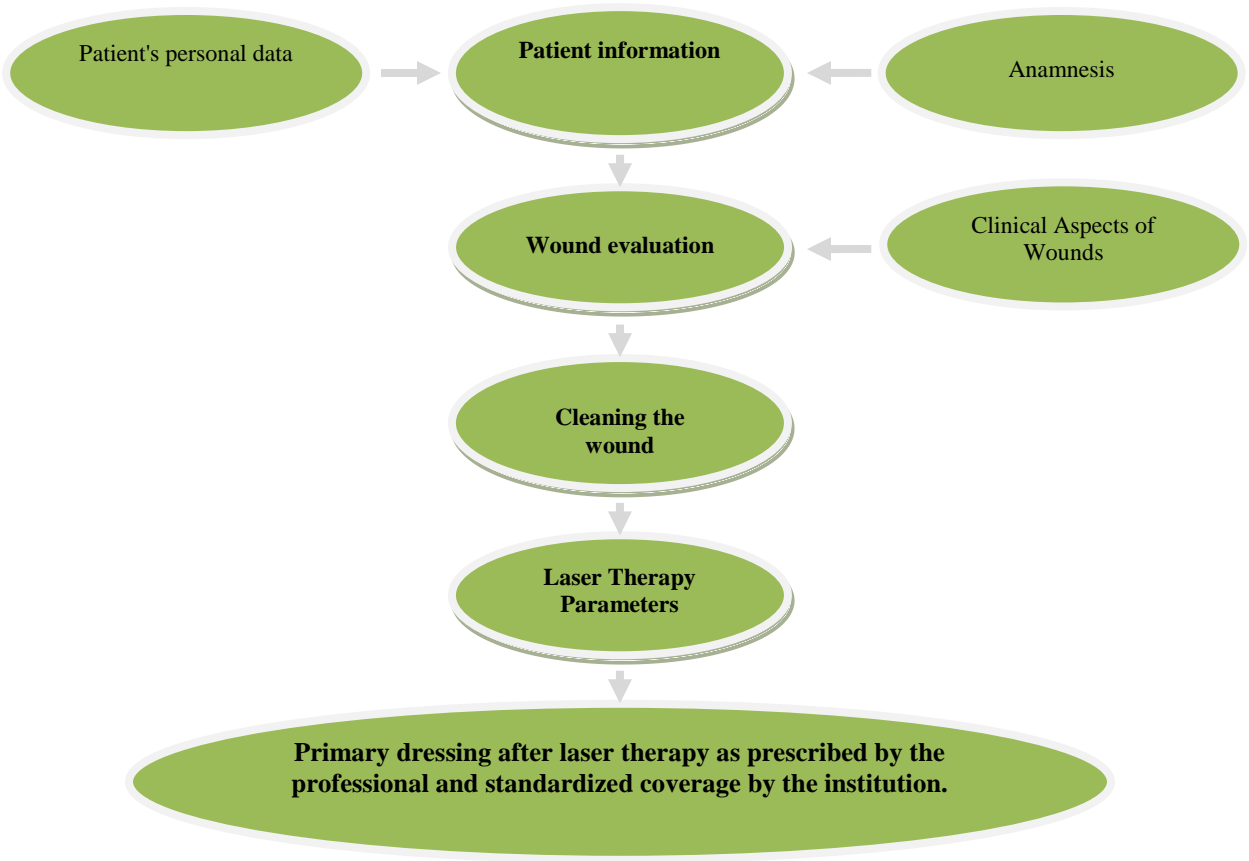 Patient's personal data
Patient information
Anamnesis
Wound evaluation
Clinical Aspects of
Wounds
Cleaning the
wound
Laser Therapy
Parameters
Primary dressing after laser therapy as prescribed by the
professional and standardized coverage by the institution.